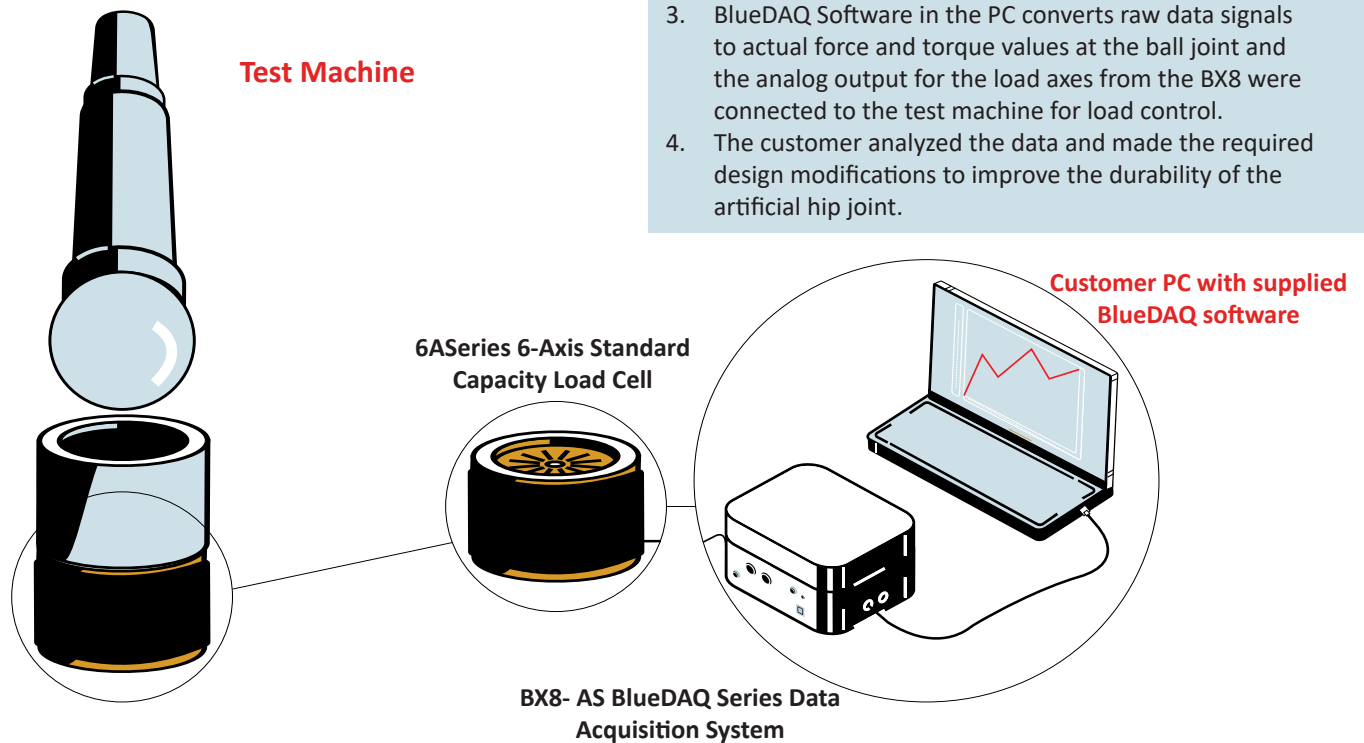 Test Machine
3. BlueDAQ Software in the PC converts raw data signals
to actual force and torque values at the ball joint and
the analog output for the load axes from the BX8 were
connected to the test machine for load control.
4. The customer analyzed the data and made the required
design modifications to improve the durability of the
artificial hip joint.
Customer PC with supplied
BlueDAQ software
6ASeries 6-Axis Standard
Capacity Load Cell
BX8- AS BlueDAQ Series Data
Acquisition System